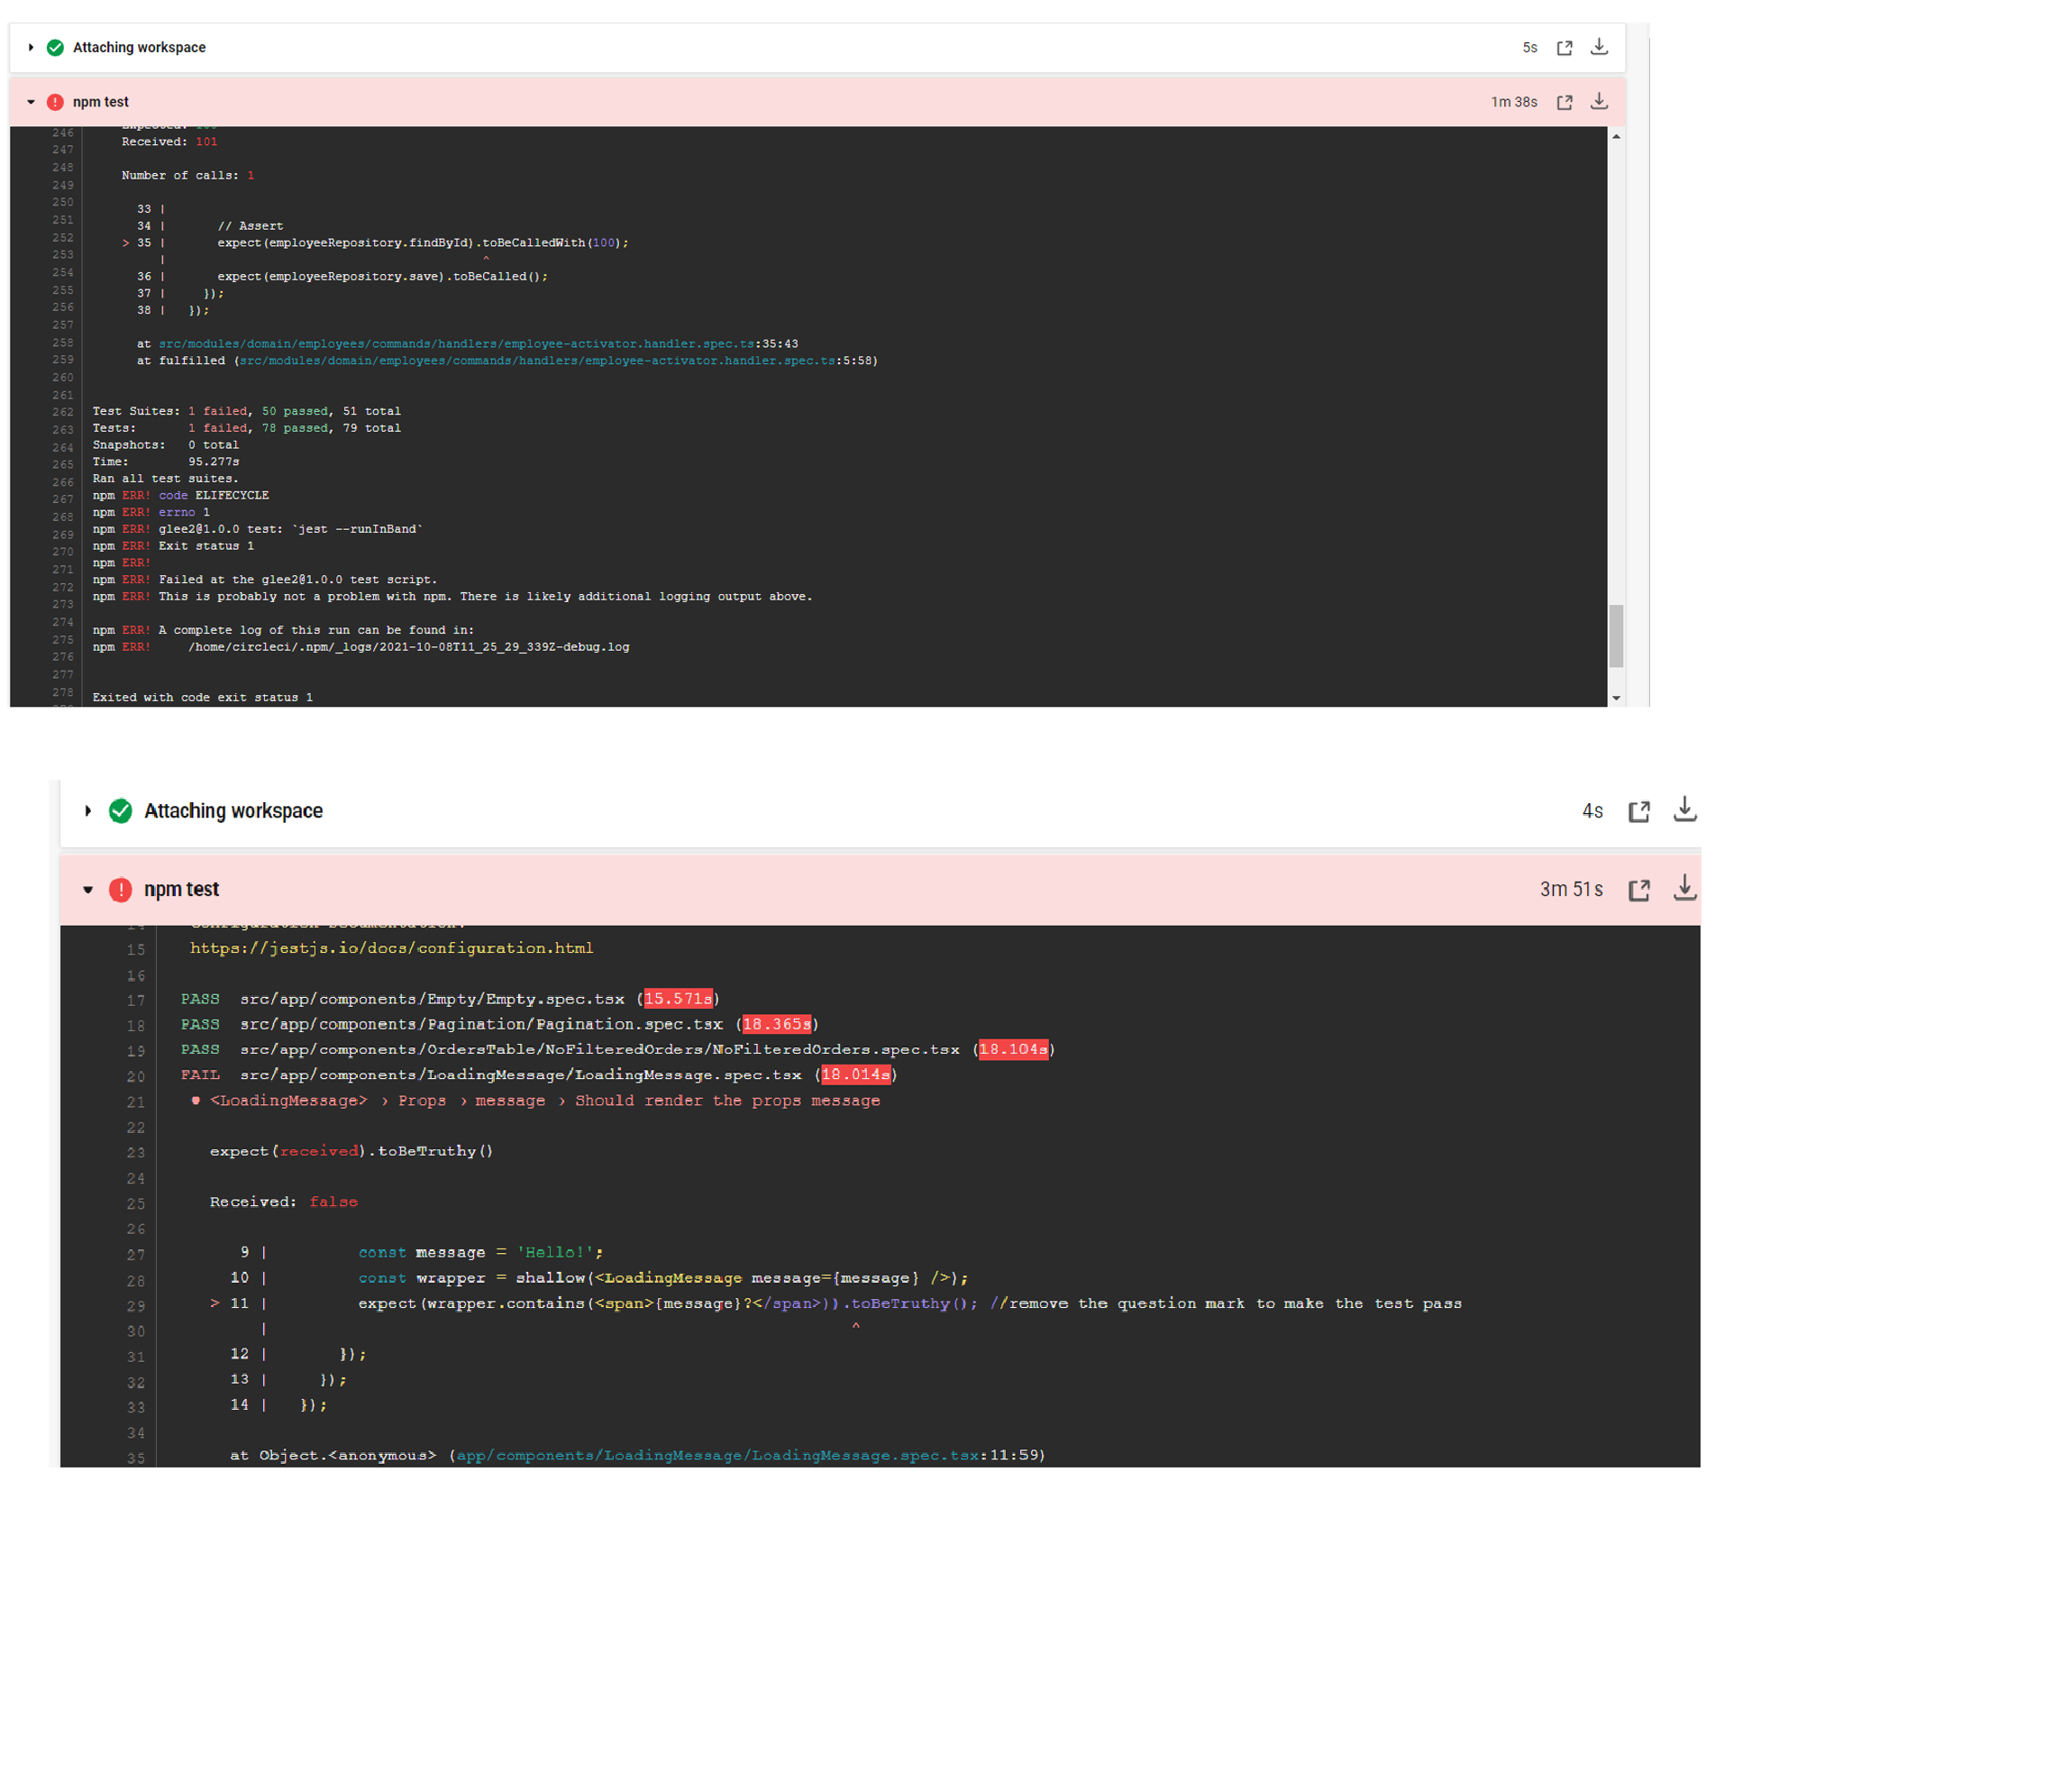 Attaching workspace 5s
npm test 1m 38s
246
247 Received: 101
248
249 Number of calls: 1
250
251 33 |
252 34 | // Assert
253 > 35 | expect(employeeRepository.findById).toBeCalledWith(100);
254 | ^
255 36 | expect(employeeRepository.save).toBeCalled();
256 37 | });
257 38 | });
258
259 at src/modules/domain/employees/commands/handlers/employee-activator.handler.spec.ts:35:43
260 at fulfilled (src/modules/domain/employees/commands/handlers/employee-activator.handler.spec.ts:5:58)
261
262 Test Suites: 1 failed, 50 passed, 51 total
263 Tests: 1 failed, 78 passed, 79 total
264 Snapshots: 0 total
265 Time: 95.277s
266 Ran all test suites.
267 npm ERR! code ELIFECYCLE
268 npm ERR! errno 1
269 npm ERR! glee2@1.0.0 test: `jest --runInBand`
270 npm ERR! Exit status 1
271 npm ERR!
272 npm ERR! Failed at the glee2@1.0.0 test script.
273 npm ERR! This is probably not a problem with npm. There is likely additional logging output above.
274
275 npm ERR! A complete log of this run can be found in:
276 npm ERR! /home/circleci/.npm/_logs/2021-10-08T11_25_29_339Z-debug.log
277
278 Exited with code exit status 1
Attaching workspace 4s
npm test 3m 51s
14 Configuration Documentation:
15 https://jestjs.io/docs/configuration.html
16
17 PASS src/app/components/Empty/Empty.spec.tsx (15.571s)
18 PASS src/app/components/Pagination/Pagination.spec.tsx (18.365s)
19 PASS src/app/components/OrdersTable/NoFilteredOrders/NoFilteredOrders.spec.tsx (18.104s)
20 FAIL src/app/components/LoadingMessage/LoadingMessage.spec.tsx (18.014s)
21 ● <LoadingMessage> › Props › message › Should render the props message
22
23 expect(received).toBeTruthy()
24
25 Received: false
26
27 9 | const message = 'Hello!';
28 10 | const wrapper = shallow(<LoadingMessage message={message} />);
29 > 11 | expect(wrapper.contains(<span>{message}?</span>)).toBeTruthy(); //remove the question mark to make the test pass
30 | ^
31 12 | });
32 13 | });
33 14 | });
34
35 at Object.<anonymous> (app/components/LoadingMessage/LoadingMessage.spec.tsx:11:59)